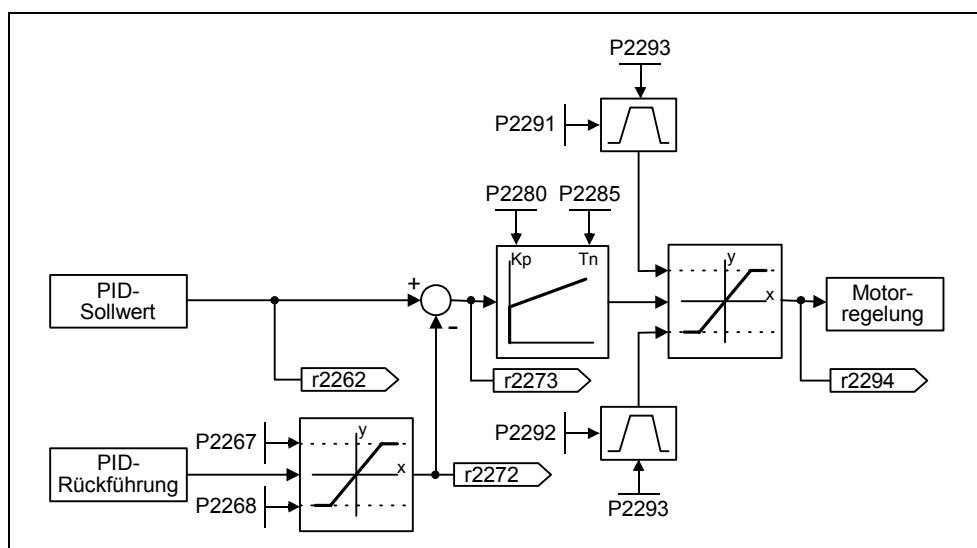 P2293
P2291
P2280
P2285
Kp
Tn
y
x
PID-
Sollwert
+
-
Motor-
regelung
r2262
r2273
r2294
P2267
P2292
y
x
PID-
Rückführung
r2272
P2268
P2293